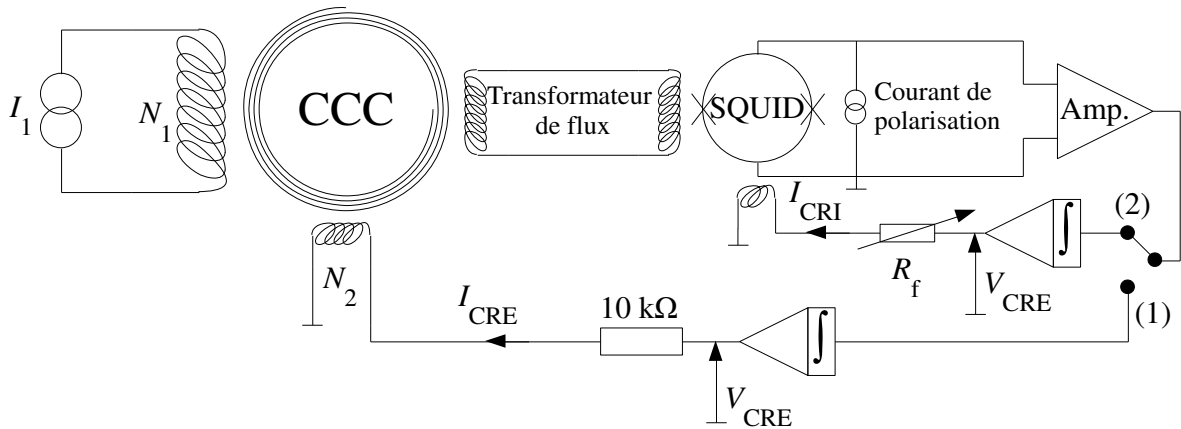 I1
N1
CCC
Transformateur
de flux
SQUID
Courant de
polarisation
Amp.
ICRI
Rf
VCRE
∫
(2)
(1)
N2
ICRE
10 kΩ
VCRE
∫